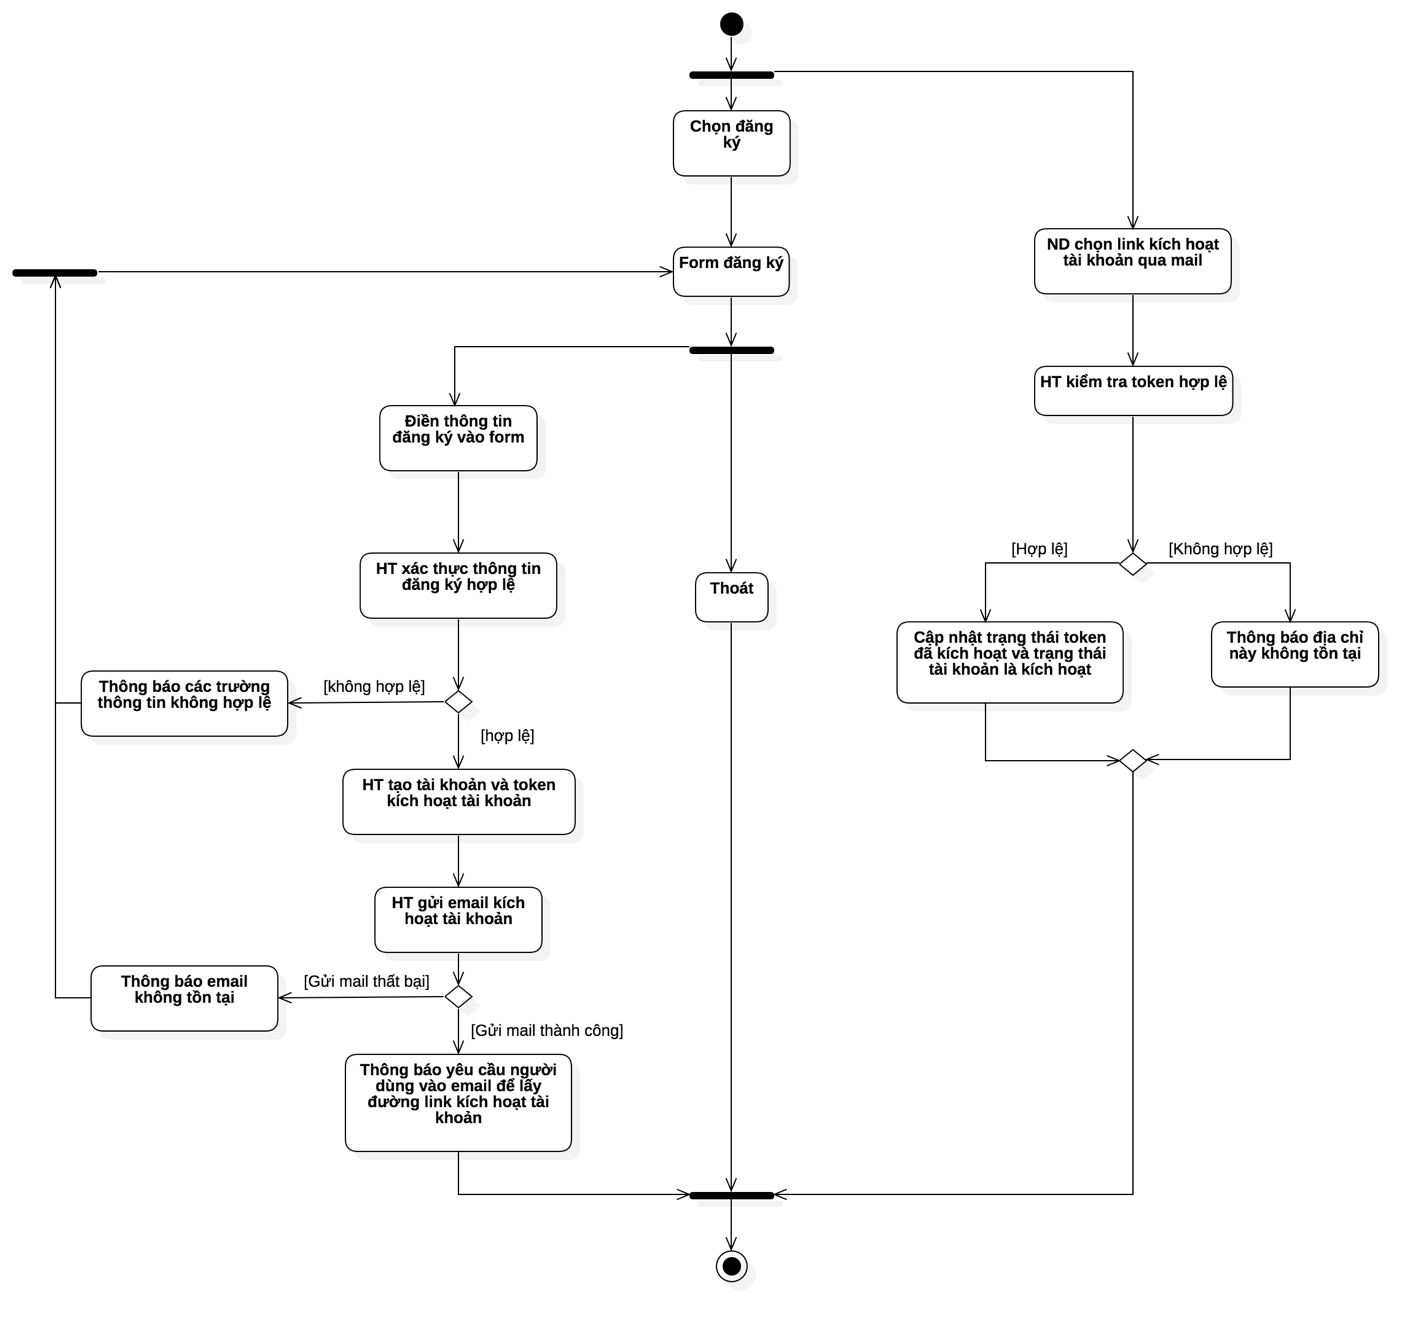 Chọn đăng
ký
Form đăng ký
ND chọn link kích hoạt
tài khoản qua mail
HT kiểm tra token hợp lệ
Điền thông tin
đăng ký vào form
HT xác thực thông tin
đăng ký hợp lệ
Thoát
[Hợp lệ]
[Không hợp lệ]
Cập nhật trạng thái token
đã kích hoạt và trạng thái
tài khoản là kích hoạt
Thông báo địa chỉ
này không tồn tại
Thông báo các trường
thông tin không hợp lệ
[không hợp lệ]
[hợp lệ]
HT tạo tài khoản và token
kích hoạt tài khoản
HT gửi email kích
hoạt tài khoản
Thông báo email
không tồn tại
[Gửi mail thất bại]
[Gửi mail thành công]
Thông báo yêu cầu người
dùng vào email để lấy
đường link kích hoạt tài
khoản